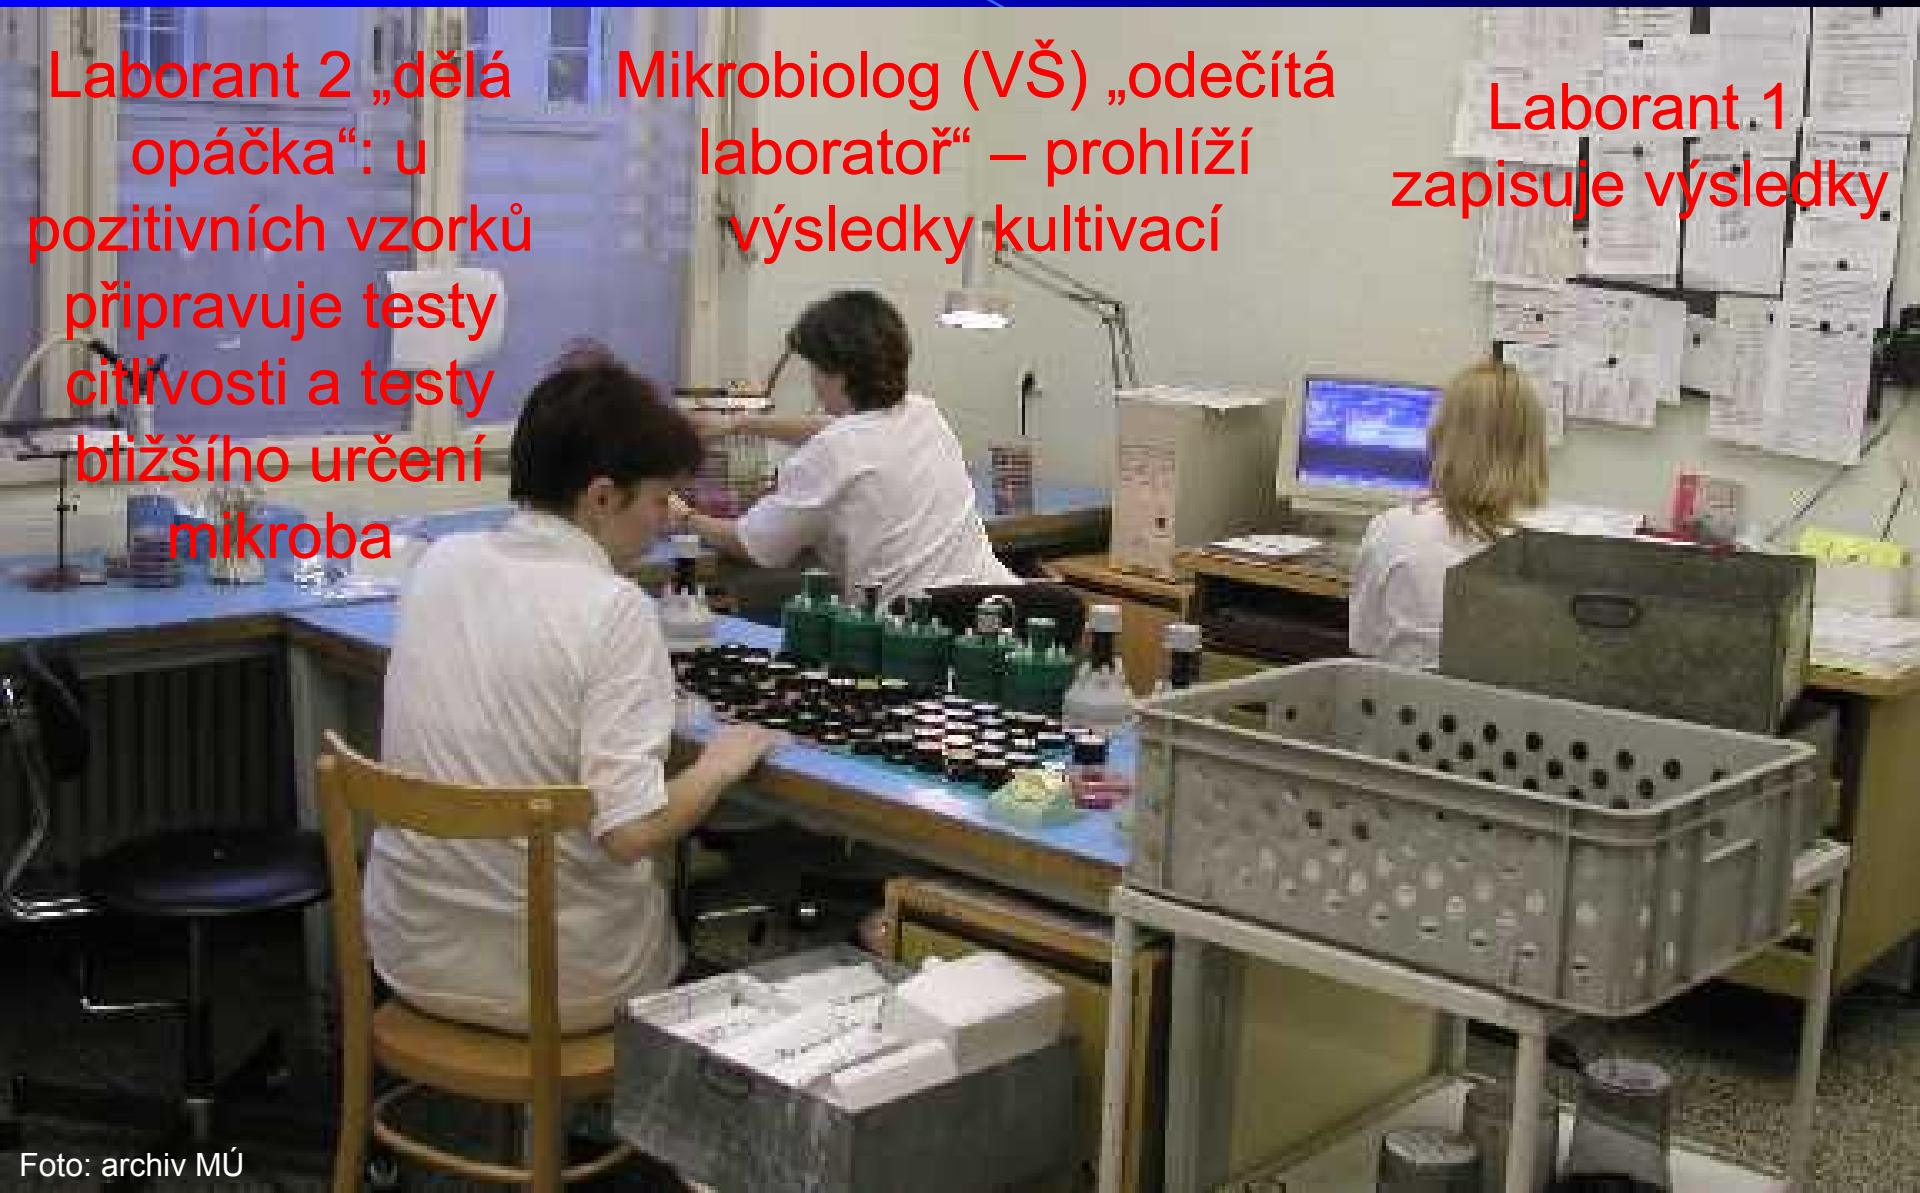 Laborant 2 „dělá
opáčka“: u
pozitivních vzorků
připravuje testy
citlivosti a testy
bližšího určení
mikroba
Mikrobiolog (VŠ) „odečítá
laboratoř“ – prohlíží
výsledky kultivací
Laborant 1
zapisuje výsledky
Foto: archiv MÚ